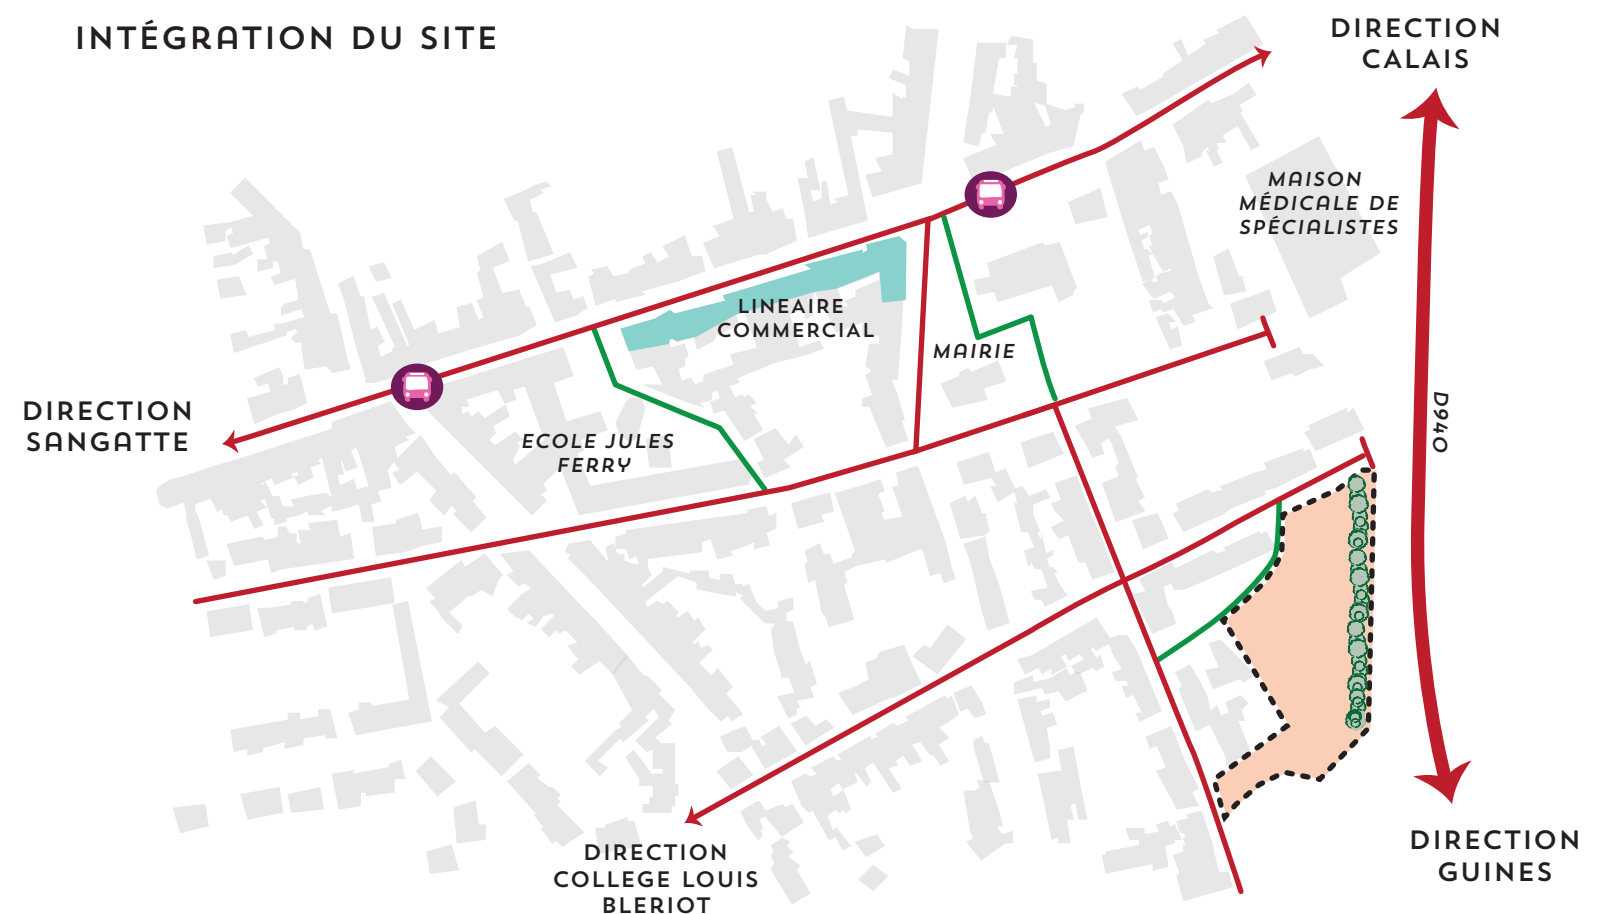 INTÉGRATION DU SITE
DIRECTION
CALAIS
MAISON
MÉDICALE DE
SPÉCIALISTES
LINEAIRE
COMMERCIAL
MAIRIE
DIRECTION
SANGATTE
ECOLE JULES
FERRY
D940
DIRECTION
COLLEGE LOUIS
BLERIOT
DIRECTION
GUINES